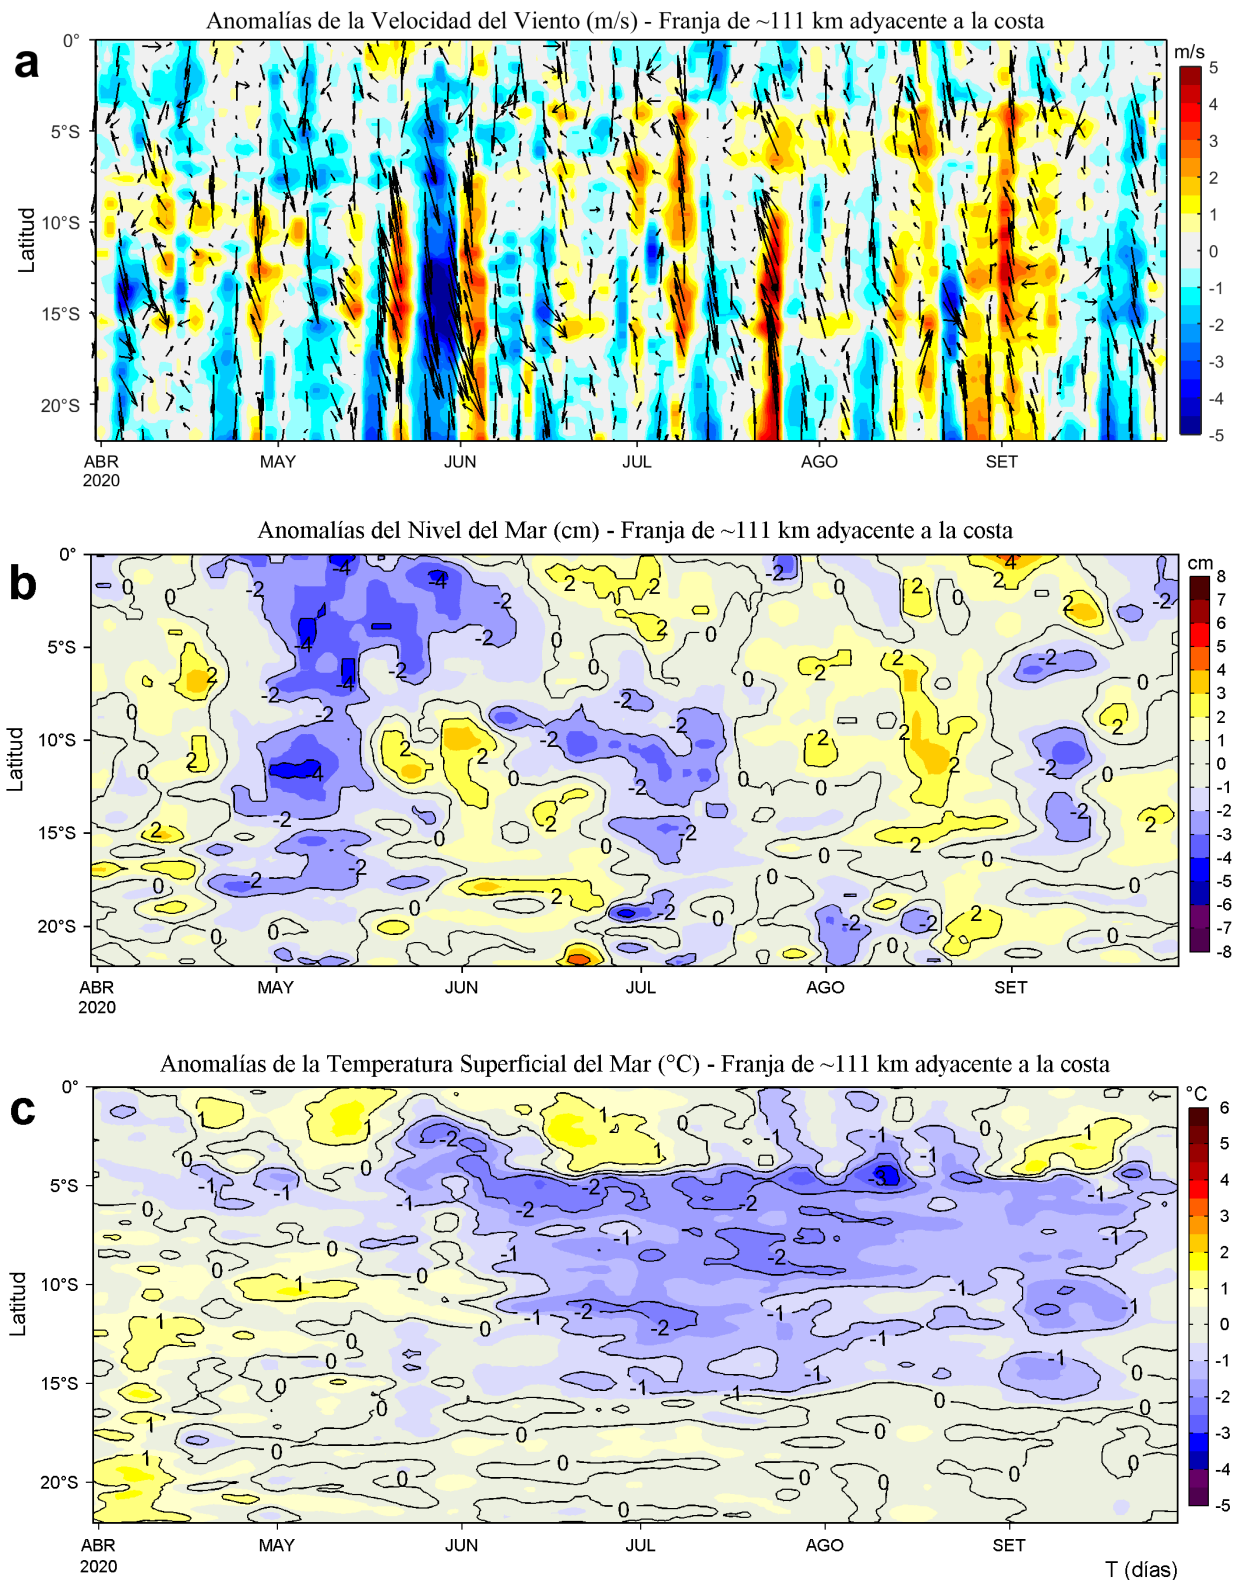 Anomalías de la Velocidad del Viento (m/s) - Franja de ~111 km adyacente a la costa
a
m/s
0°
5°S
10°S
15°S
20°S
Latitud
5
4
3
2
1
0
-1
-2
-3
-4
-5
ABR MAY JUN JUL AGO SET
2020
Anomalías del Nivel del Mar (cm) - Franja de ~111 km adyacente a la costa
b
cm
0°
5°S
10°S
15°S
20°S
Latitud
8
7
6
5
4
3
2
1
0
-1
-2
-3
-4
-5
-6
-7
-8
ABR MAY JUN JUL AGO SET
2020
Anomalías de la Temperatura Superficial del Mar (°C) - Franja de ~111 km adyacente a la costa
c
°C
0°
5°S
10°S
15°S
20°S
Latitud
6
5
4
3
2
1
0
-1
-2
-3
-4
-5
ABR MAY JUN JUL AGO SET
2020
T (días)